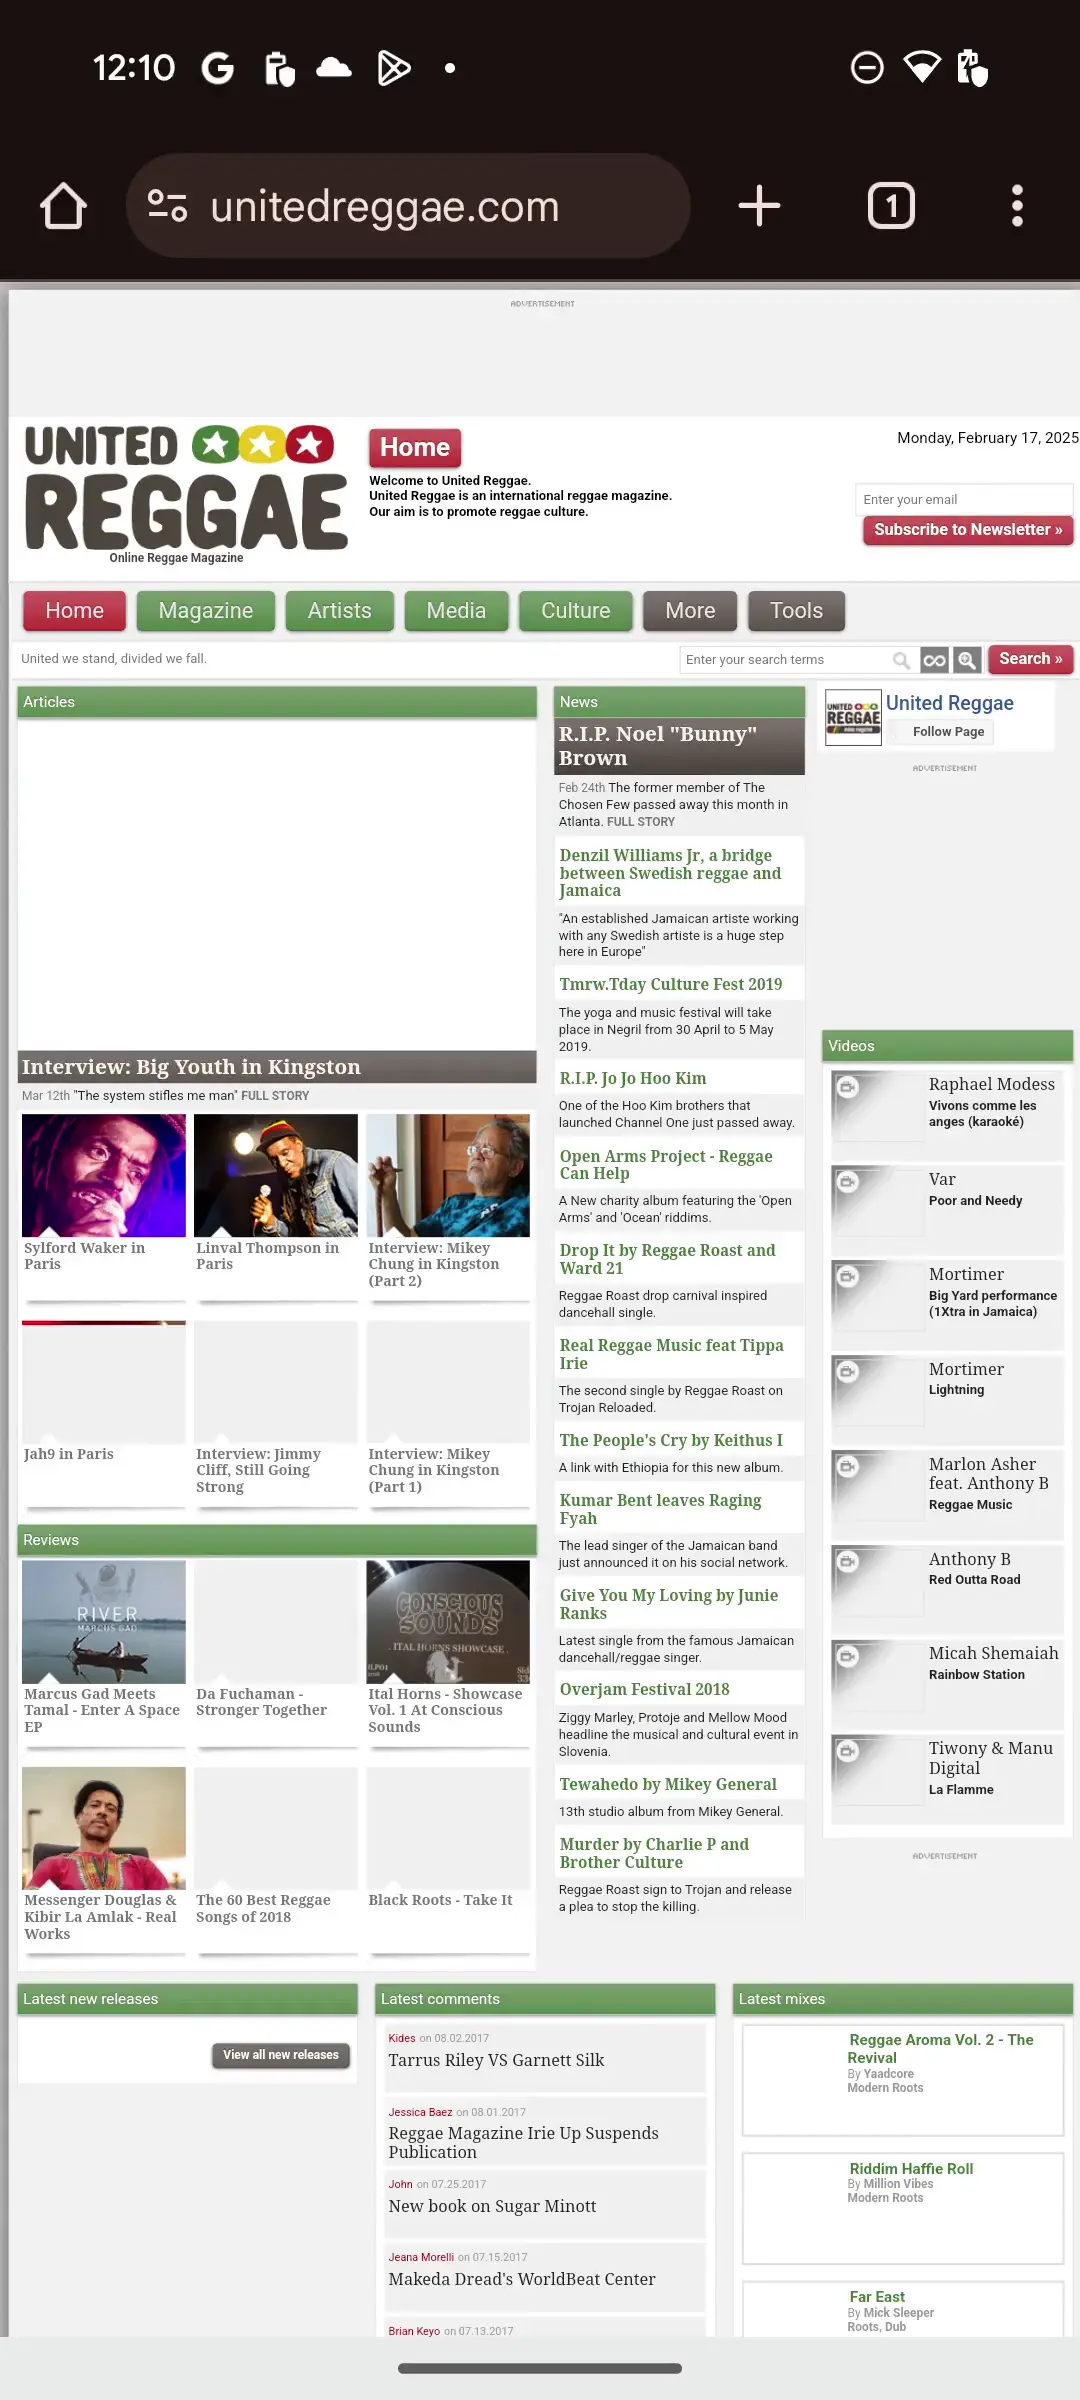 12:10
unitedreggae.com
1
ADVERTISEMENT
UNITED
REGGAE
Online Reggae Magazine
Home
Welcome to United Reggae.
United Reggae is an international reggae magazine.
Our aim is to promote reggae culture.
Monday, February 17, 2025
Enter your email
Subscribe to Newsletter »
Home Magazine Artists Media Culture More Tools
United we stand, divided we fall.
Enter your search terms
Search »
Articles
Interview: Big Youth in Kingston
Mar 12th "The system stifles me man" FULL STORY
Sylford Waker in
Paris
Linval Thompson in
Paris
Interview: Mikey
Chung in Kingston
(Part 2)
Jah9 in Paris
Interview: Jimmy
Cliff, Still Going
Strong
Interview: Mikey
Chung in Kingston
(Part 1)
Reviews
RIVER
MARCUS GAD
CONSCIOUS
SOUNDS
ITAL HORNS SHOWCASE
Marcus Gad Meets
Tamal - Enter A Space
EP
Da Fuchaman -
Stronger Together
Ital Horns - Showcase
Vol. 1 At Conscious
Sounds
Messenger Douglas &
Kibir La Amlak - Real
Works
The 60 Best Reggae
Songs of 2018
Black Roots - Take It
News
R.I.P. Noel "Bunny"
Brown
Feb 24th The former member of The
Chosen Few passed away this month in
Atlanta. FULL STORY
Denzil Williams Jr, a bridge
between Swedish reggae and
Jamaica
"An established Jamaican artiste working
with any Swedish artiste is a huge step
here in Europe"
Tmrw.Tday Culture Fest 2019
The yoga and music festival will take
place in Negril from 30 April to 5 May
2019.
R.I.P. Jo Jo Hoo Kim
One of the Hoo Kim brothers that
launched Channel One just passed away.
Open Arms Project - Reggae
Can Help
A New charity album featuring the 'Open
Arms' and 'Ocean' riddims.
Drop It by Reggae Roast and
Ward 21
Reggae Roast drop carnival inspired
dancehall single.
Real Reggae Music feat Tippa
Irie
The second single by Reggae Roast on
Trojan Reloaded.
The People's Cry by Keithus I
A link with Ethiopia for this new album.
Kumar Bent leaves Raging
Fyah
The lead singer of the Jamaican band
just announced it on his social network.
Give You My Loving by Junie
Ranks
Latest single from the famous Jamaican
dancehall/reggae singer.
Overjam Festival 2018
Ziggy Marley, Protoje and Mellow Mood
headline the musical and cultural event in
Slovenia.
Tewahedo by Mikey General
13th studio album from Mikey General.
Murder by Charlie P and
Brother Culture
Reggae Roast sign to Trojan and release
a plea to stop the killing.
UNITED
REGGAE
United Reggae
Follow Page
ADVERTISEMENT
Videos
Raphael Modess
Vivons comme les
anges (karaoké)
Var
Poor and Needy
Mortimer
Big Yard performance
(1Xtra in Jamaica)
Mortimer
Lightning
Marlon Asher
feat. Anthony B
Reggae Music
Anthony B
Red Outta Road
Micah Shemaiah
Rainbow Station
Tiwony & Manu
Digital
La Flamme
ADVERTISEMENT
Latest new releases
View all new releases
Latest comments
Kides on 08.02.2017
Tarrus Riley VS Garnett Silk
Jessica Baez on 08.01.2017
Reggae Magazine Irie Up Suspends
Publication
John on 07.25.2017
New book on Sugar Minott
Jeana Morelli on 07.15.2017
Makeda Dread's WorldBeat Center
Brian Keyo on 07.13.2017
Latest mixes
Reggae Aroma Vol. 2 - The
Revival
By Yaadcore
Modern Roots
Riddim Haffie Roll
By Million Vibes
Modern Roots
Far East
By Mick Sleeper
Roots, Dub